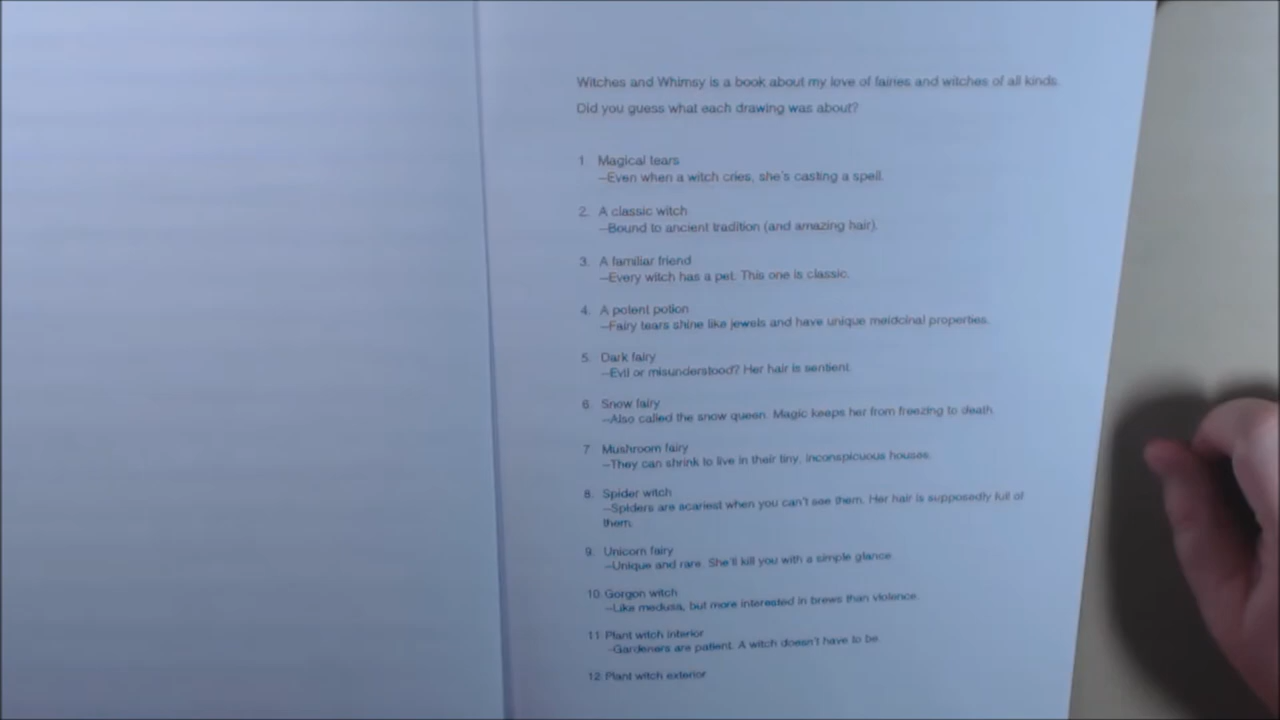 Witches and Whimsy is a book about my love of fairies and witches of all kinds.
Did you guess what each drawing was about?
1. Magical tears
–Even when a witch cries, she's casting a spell.
2. A classic witch
–Bound to ancient tradition (and amazing hair).
3. A familiar friend
–Every witch has a pet. This one is classic.
4. A potent potion
–Fairy tears shine like jewels and have unique meidcinal properties.
5. Dark fairy
–Evil or misunderstood? Her hair is sentient.
6. Snow fairy
–Also called the snow queen. Magic keeps her from freezing to death.
7. Mushroom fairy
–They can shrink to live in their tiny, inconspicuous houses.
8. Spider witch
–Spiders are scariest when you can't see them. Her hair is supposedly full of
them.
9. Unicorn fairy
–Unique and rare. She'll kill you with a simple glance.
10. Gorgon witch
–Like medusa, but more interested in brews than violence.
11. Plant witch interior
–Gardeners are patient. A witch doesn't have to be.
12. Plant witch exterior